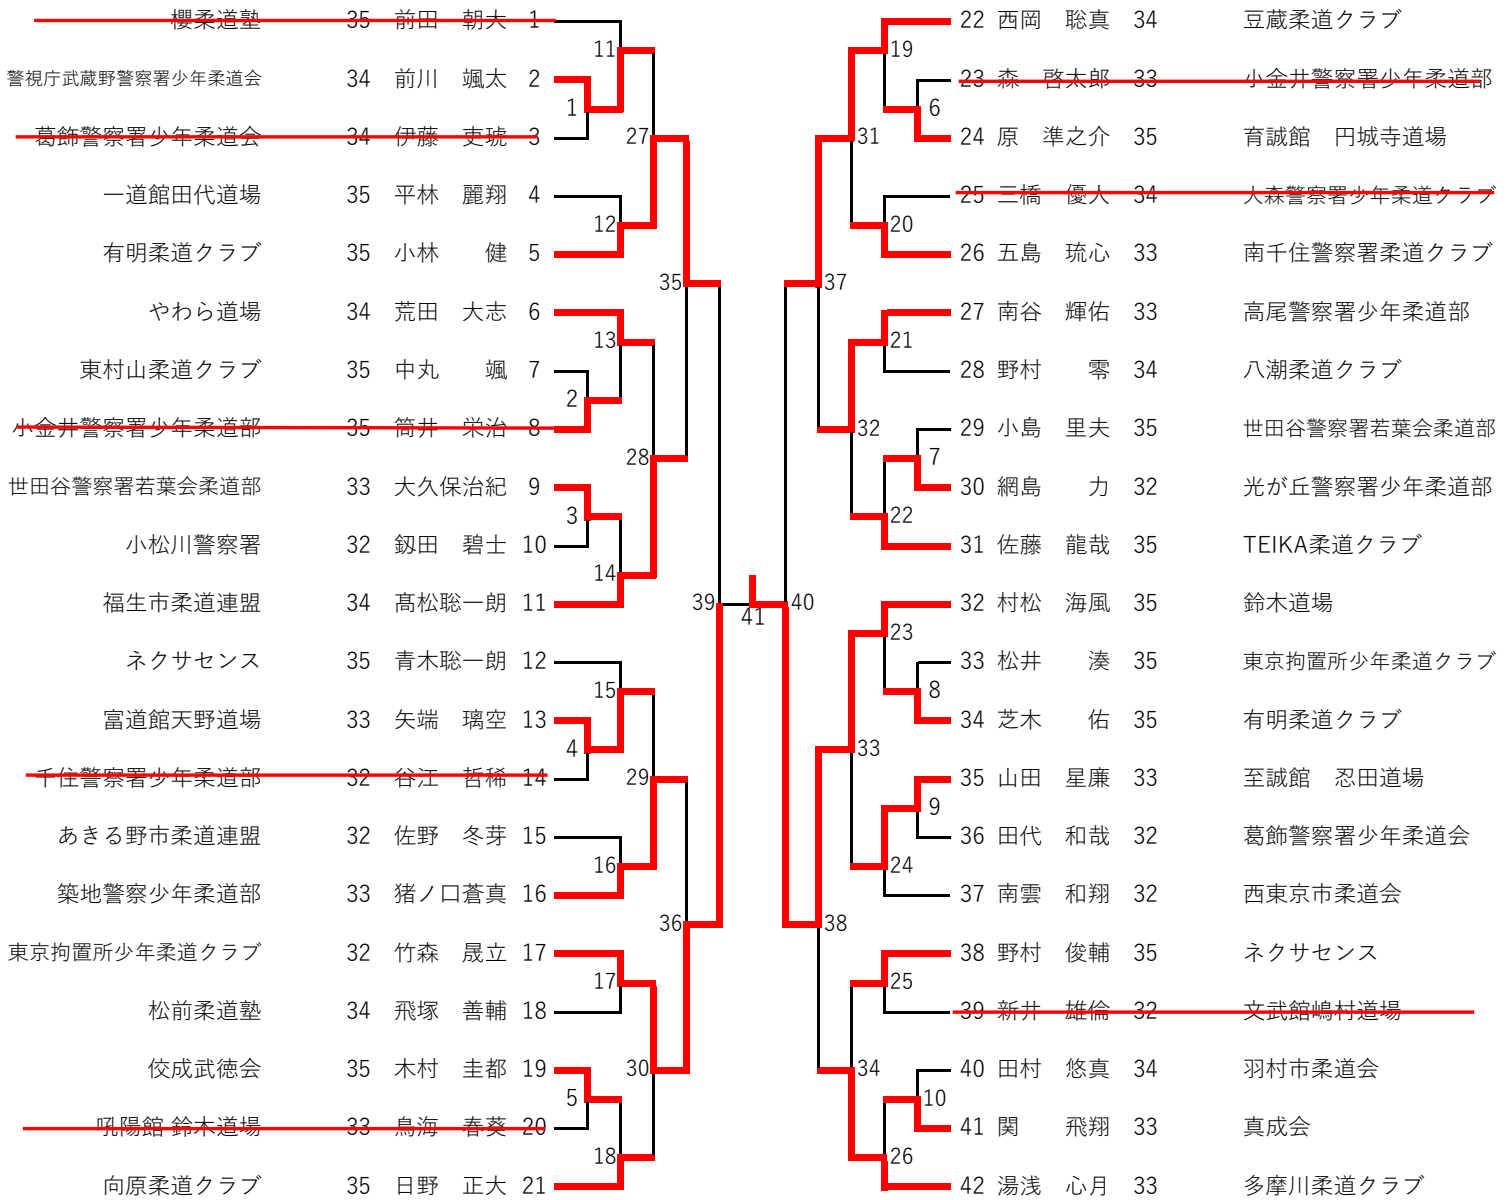 櫻柔道塾 35 前田 朝大 1
警視庁武蔵野警察署少年柔道会 34 前川 颯太 2
葛飾警察署少年柔道会 34 伊藤 吏琥 3
一道館田代道場 35 平林 麗翔 4
有明柔道クラブ 35 小林 健 5
やわら道場 34 荒田 大志 6
東村山柔道クラブ 35 中丸 颯 7
小金井警察署少年柔道部 35 筒井 栄治 8
世田谷警察署若葉会柔道部 33 大久保治紀 9
小松川警察署 32 釼田 碧士 10
福生市柔道連盟 34 髙松聡一朗 11
ネクサセンス 35 青木聡一朗 12
富道館天野道場 33 矢端 璃空 13
千住警察署少年柔道部 32 谷江 哲稀 14
あきる野市柔道連盟 32 佐野 冬芽 15
築地警察少年柔道部 33 猪ノ口蒼真 16
東京拘置所少年柔道クラブ 32 竹森 晟立 17
松前柔道塾 34 飛塚 善輔 18
佼成武徳会 35 木村 圭都 19
吼陽館 鈴木道場 33 鳥海 春葵 20
向原柔道クラブ 35 日野 正大 21
11
1
27
12
35
13
2
28
3
14
39
15
4
29
16
36
17
30
5
18
41
19
6
31
20
37
21
32
7
22
40
23
8
33
9
24
38
25
34
10
26
22 西岡 聡真 34 豆蔵柔道クラブ
23 森 啓太郎 33 小金井警察署少年柔道部
24 原 準之介 35 育誠館 円城寺道場
25 三橋 優人 34 大森警察署少年柔道クラブ
26 五島 琉心 33 南千住警察署柔道クラブ
27 南谷 輝佑 33 高尾警察署少年柔道部
28 野村 零 34 八潮柔道クラブ
29 小島 里夫 35 世田谷警察署若葉会柔道部
30 網島 力 32 光が丘警察署少年柔道部
31 佐藤 龍哉 35 TEIKA柔道クラブ
32 村松 海風 35 鈴木道場
33 松井 湊 35 東京拘置所少年柔道クラブ
34 芝木 佑 35 有明柔道クラブ
35 山田 星廉 33 至誠館 忍田道場
36 田代 和哉 32 葛飾警察署少年柔道会
37 南雲 和翔 32 西東京市柔道会
38 野村 俊輔 35 ネクサセンス
39 新井 雄倫 32 文武館嶋村道場
40 田村 悠真 34 羽村市柔道会
41 関 飛翔 33 真成会
42 湯浅 心月 33 多摩川柔道クラブ